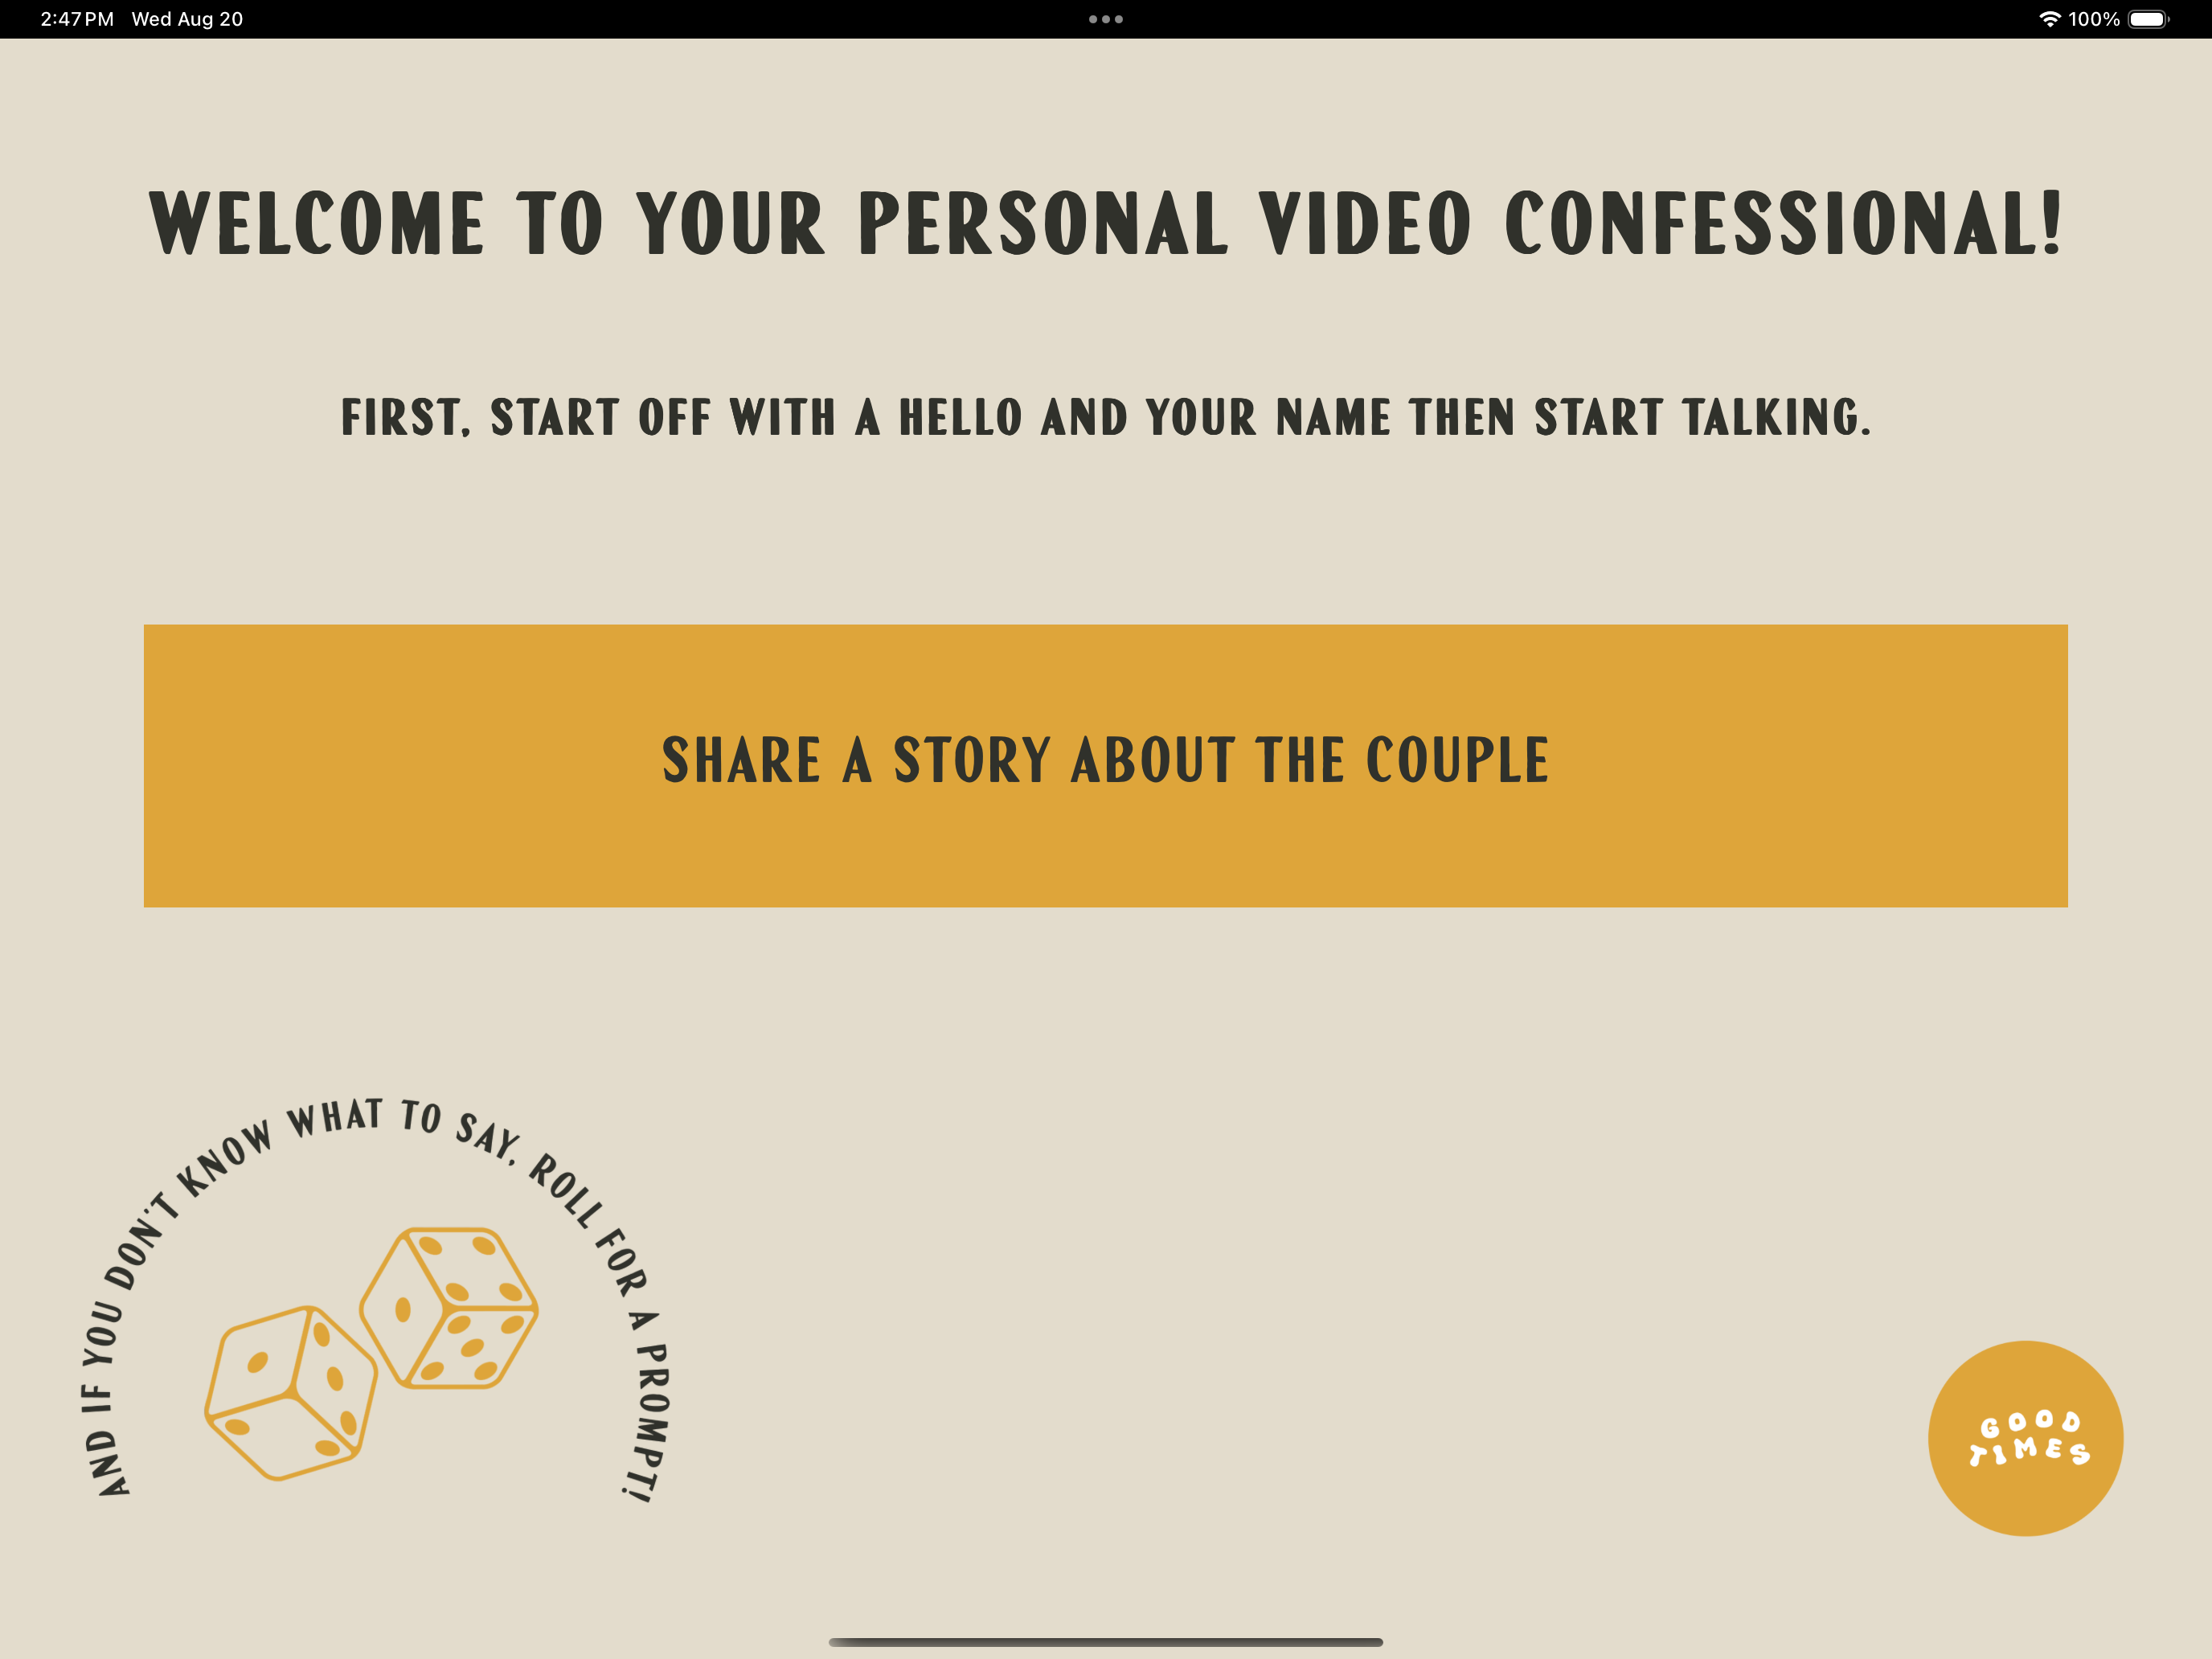 2:47 PM Wed Aug 20
100%
WELCOME TO YOUR PERSONAL VIDEO CONFESSIONAL!
FIRST, START OFF WITH A HELLO AND YOUR NAME THEN START TALKING.
SHARE A STORY ABOUT THE COUPLE
AND IF YOU DON'T KNOW WHAT TO SAY, ROLL FOR A PROMPT!
GOOD
TIMES